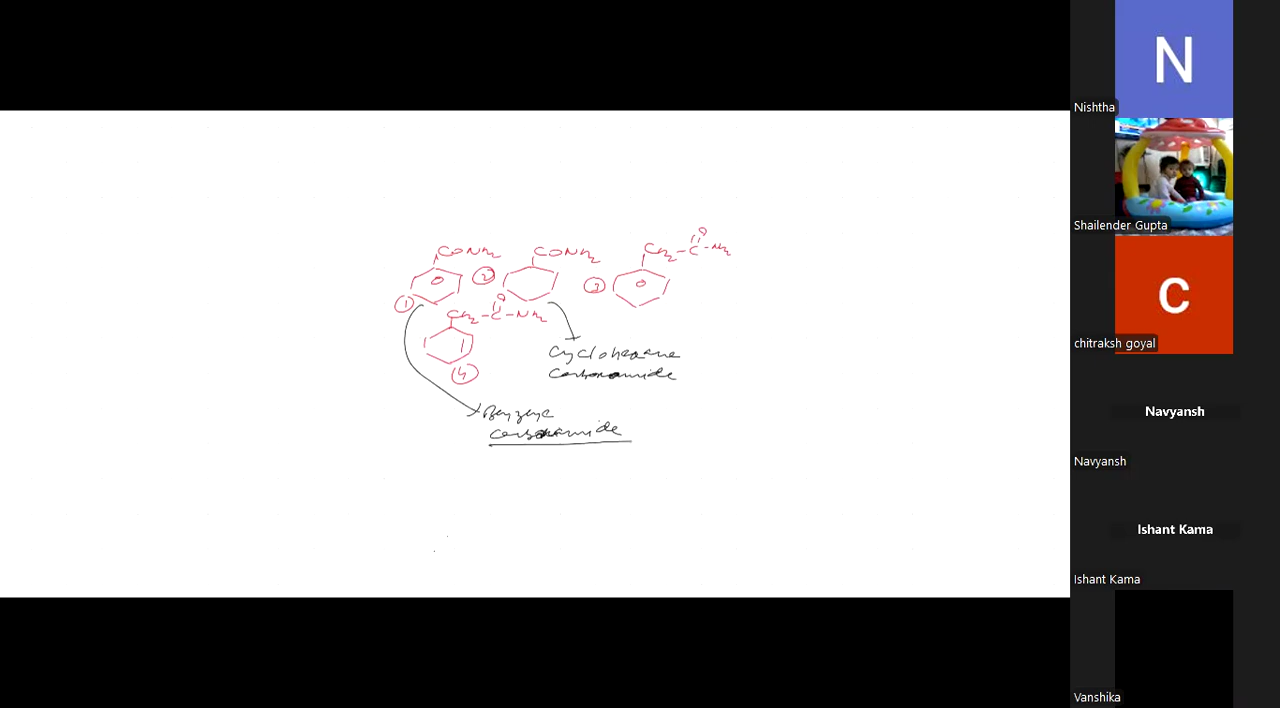 CONH2
CONH2
CH2-C-NH2
O
1
2
3
CH2-C-NH2
O
4
Cyclohexane
Carboxamide
Benzene
Carboxamide
N
Nishtha
Shailender Gupta
C
chitraksh goyal
Navyansh
Navyansh
Ishant Kama
Ishant Kama
Vanshika